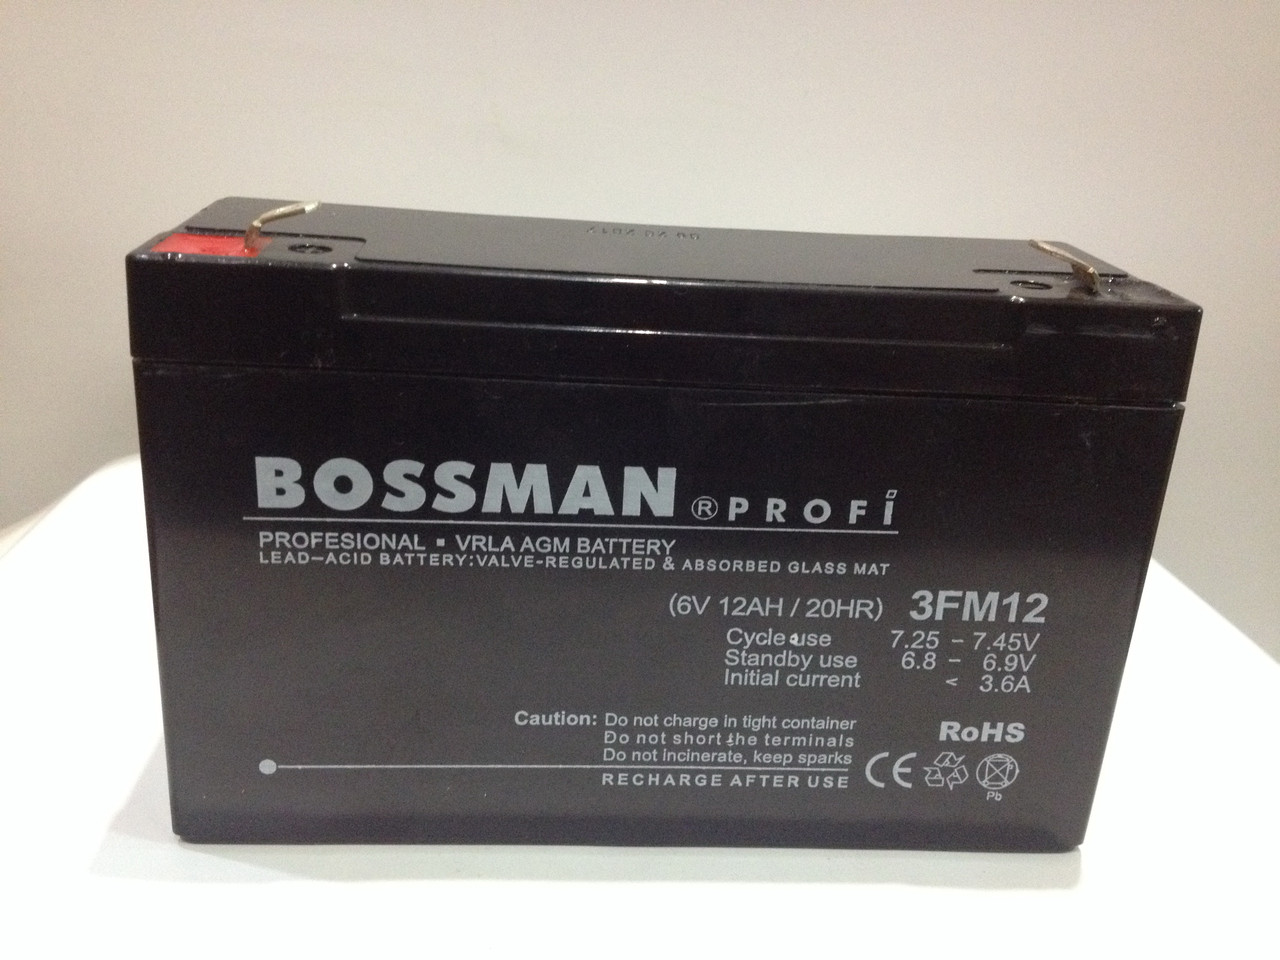 BOSSMAN ® PROFi
PROFESIONAL ▪ VRLA AGM BATTERY
LEAD-ACID BATTERY:VALVE-REGULATED & ABSORBED GLASS MAT
(6V 12AH / 20HR) 3FM12
Cycle use 7.25 - 7.45V
Standby use 6.8 - 6.9V
Initial current < 3.6A
Caution: Do not charge in tight container
Do not short the terminals
Do not incinerate, keep sparks
RECHARGE AFTER USE
RoHS
CE
Pb